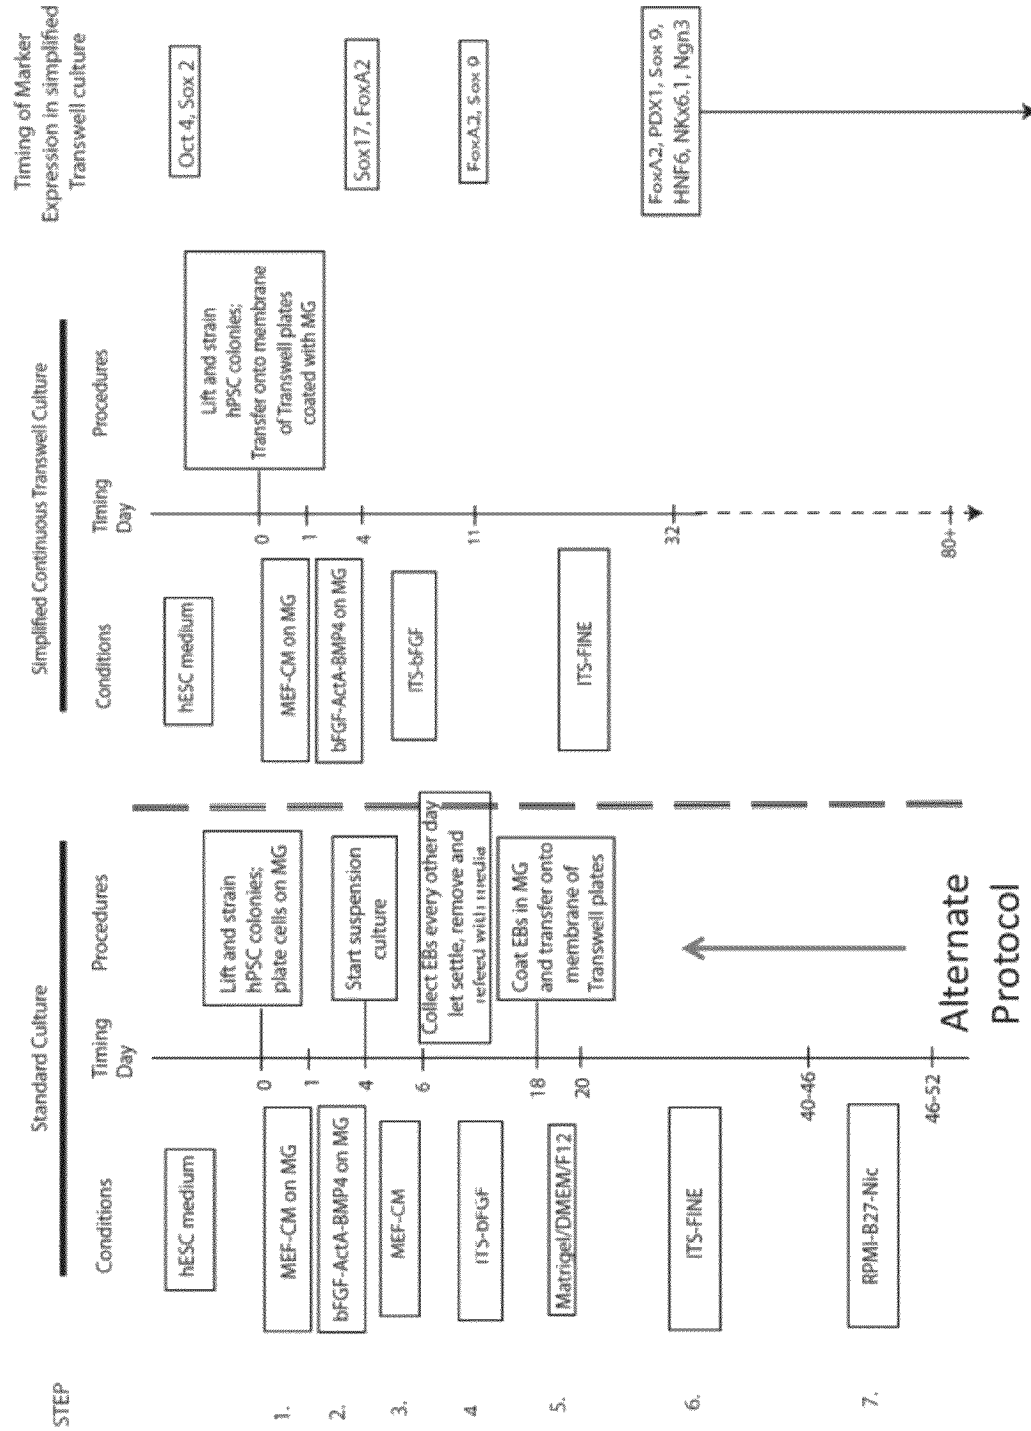 Standard Culture
Simplified Continuous Transwell Culture
Timing of Marker
Expression in simplified
Transwell culture
STEP
Conditions
Timing
Day
Procedures
Conditions
Timing
Day
Procedures
hESC medium
Lift and strain
hPSC colonies;
plate cells on MG
hESC medium
Lift and strain
hPSC colonies;
Transfer onto membrane
of Transwell plates
coated with MG
Oct 4, Sox 2
1.
MEF-CM on MG
0
1
MEF-CM on MG
0
1
2.
bFGF-ActA-BMP4 on MG
4
Start suspension
culture
bFGF-ActA-BMP4 on MG
4
Sox17, FoxA2
3.
MEF-CM
6
Collect EBs every other day
let settle, remove and
refeed with media
4
ITS-bFGF
ITS-bFGF
11
FoxA2, Sox 9
5.
Matrigel/DMEM/F12
18
20
Coat EBs in MG
and transfer onto
membrane of
Transwell plates
6.
ITS-FINE
ITS-FINE
32
FoxA2, PDX1, Sox 9,
HNF6, NKx6.1, Ngn3
40-46
7.
RPMI-B27-Nic
46-52
80+
Alternate
Protocol